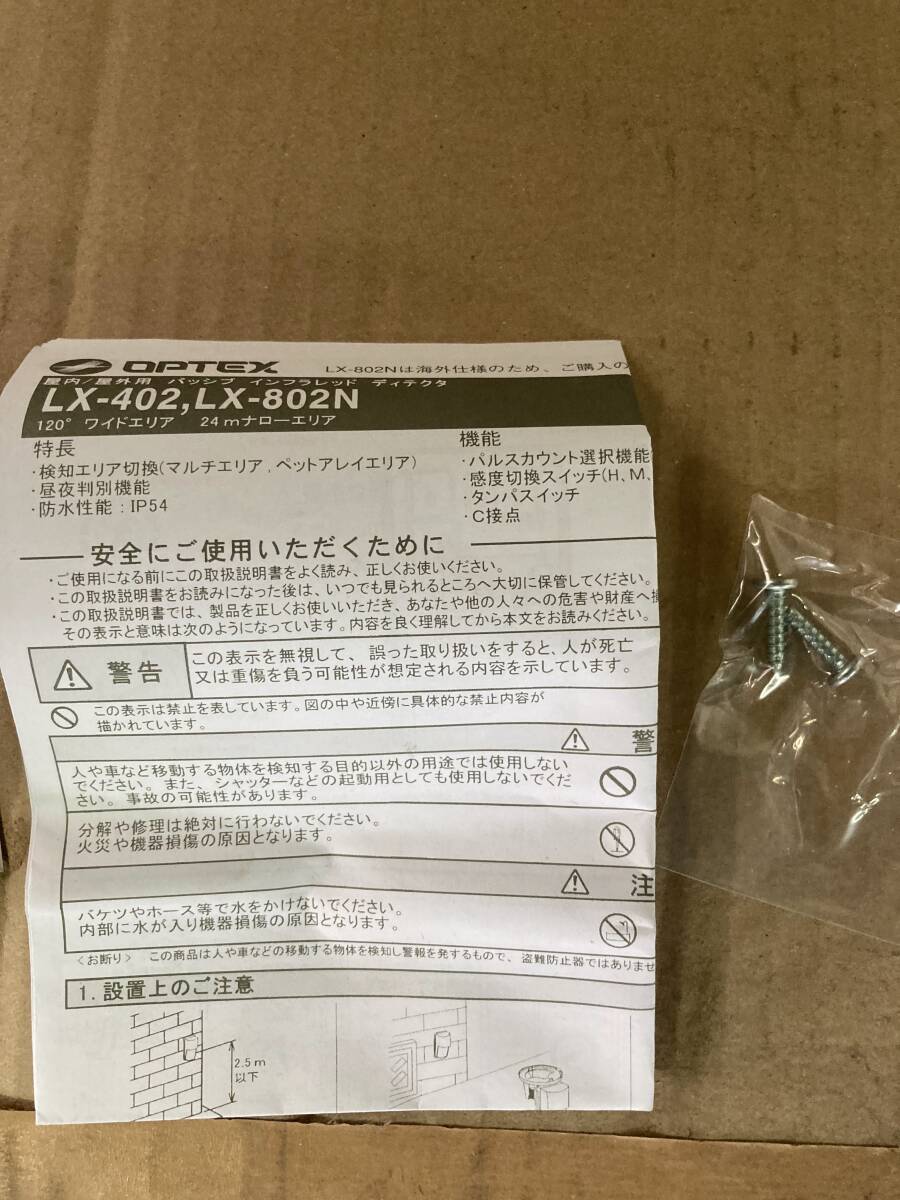 OPTEX
LX-802Nは海外仕様のため、ご購入の
屋内/屋外用 パッシブ インフラレッド ディテクタ
LX-402,LX-802N
120° ワイドエリア 24mナローエリア
特長
・検知エリア切換(マルチエリア,ペットアレイエリア)
・昼夜判別機能
・防水性能:IP54
機能
・パルスカウント選択機能
・感度切換スイッチ(H、M、
・タンパスイッチ
・C接点
安全にご使用いただくために
・ご使用になる前にこの取扱説明書をよく読み、正しくお使いください。
・この取扱説明書をお読みになった後は、いつでも見られるところへ大切に保管してください。
・この取扱説明書では、製品を正しくお使いいただき、あなたや他の人々への危害や財産へ
その表示と意味は次のようになっています。内容を良く理解してから本文をお読みください。
警告
この表示を無視して、誤った取り扱いをすると、人が死亡
又は重傷を負う可能性が想定される内容を示しています。
この表示は禁止を表しています。図の中や近傍に具体的な禁止内容が
描かれています。
警
人や車など移動する物体を検知する目的以外の用途では使用しない
でください。また、シャッターなどの起動用としても使用しないでくだ
さい。事故の可能性があります。
分解や修理は絶対に行わないでください。
火災や機器損傷の原因となります。
注
バケツやホース等で水をかけないでください。
内部に水が入り機器損傷の原因となります。
<お断り> この商品は人や車などの移動する物体を検知し警報を発するもので、盗難防止器ではありませ
1.設置上のご注意
2.5m
以下